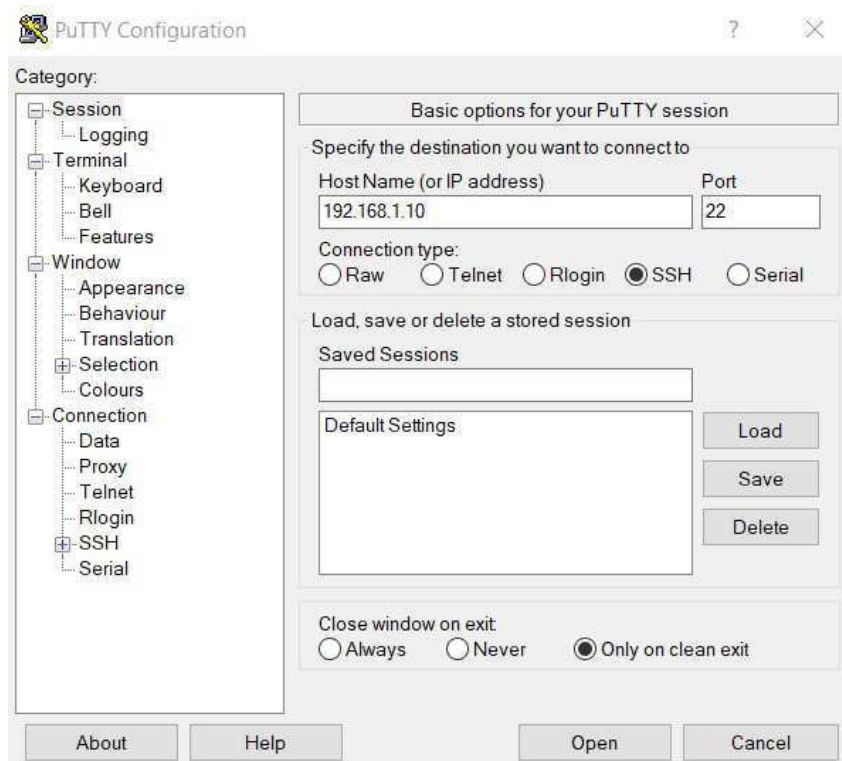 PuTTY Configuration
Category:
Session
Logging
Terminal
Keyboard
Bell
Features
Window
Appearance
Behaviour
Translation
Selection
Colours
Connection
Data
Proxy
Telnet
Rlogin
SSH
Serial
Basic options for your PuTTY session
Specify the destination you want to connect to
Host Name (or IP address) Port
192.168.1.10 22
Connection type:
Raw Telnet Rlogin SSH Serial
Load, save or delete a stored session
Saved Sessions
Default Settings
Load
Save
Delete
Close window on exit:
Always Never Only on clean exit
About Help Open Cancel